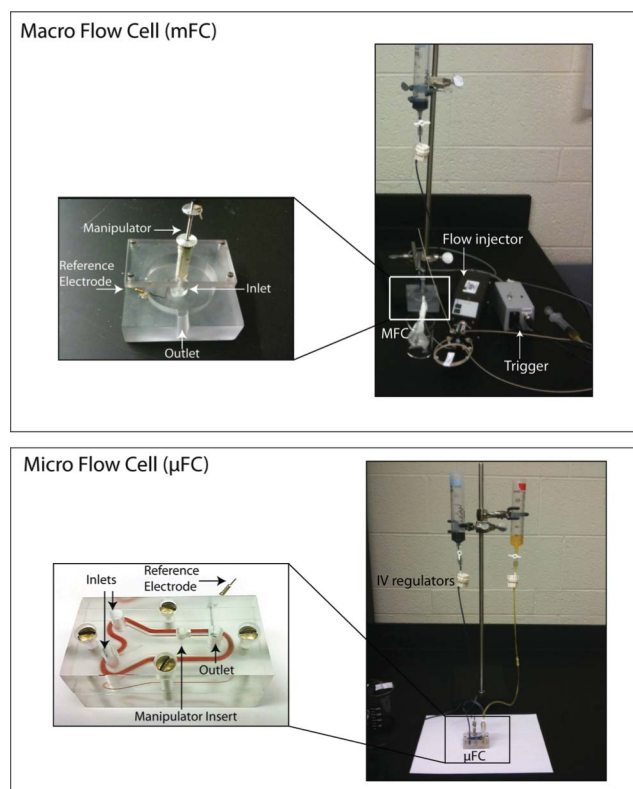 Macro Flow Cell (mFC)
Manipulator
Reference
Electrode
Inlet
Outlet
Flow injector
MFC
Trigger
Micro Flow Cell (μFC)
Reference
Electrode
Inlets
Outlet
Manipulator Insert
IV regulators
μFC